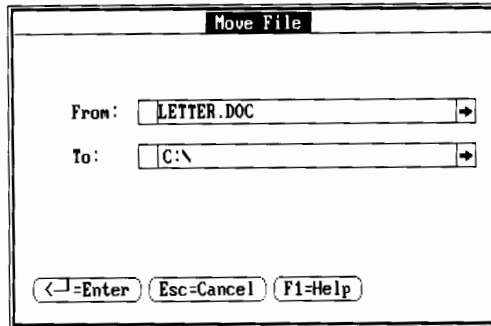 Move File
From: LETTER.DOC
To: C:\
=Enter Esc=Cancel F1=Help